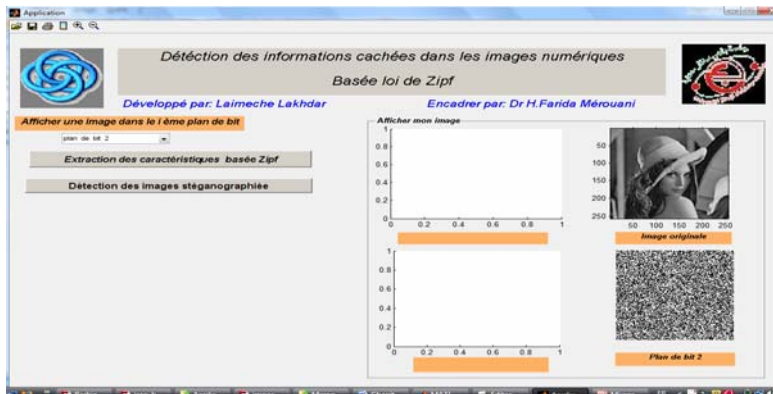 Application
Détéction des informations cachées dans les images numériques
Basée loi de Zipf
Développé par: Laimeche Lakhdar
Encadrer par: Dr H.Farida Mérouani
Afficher une image dans le i ème plan de bit
plan de bit 2
Extraction des caractéristiques basée Zipf
Détection des images stéganographiée
Afficher mon image
1
0.8
0.6
0.4
0.2
0
0 0.2 0.4 0.6 0.8 1
50
100
150
200
250
50 100 150 200 250
Image originale
1
0.8
0.6
0.4
0.2
0
0 0.2 0.4 0.6 0.8 1
Plan de bit 2